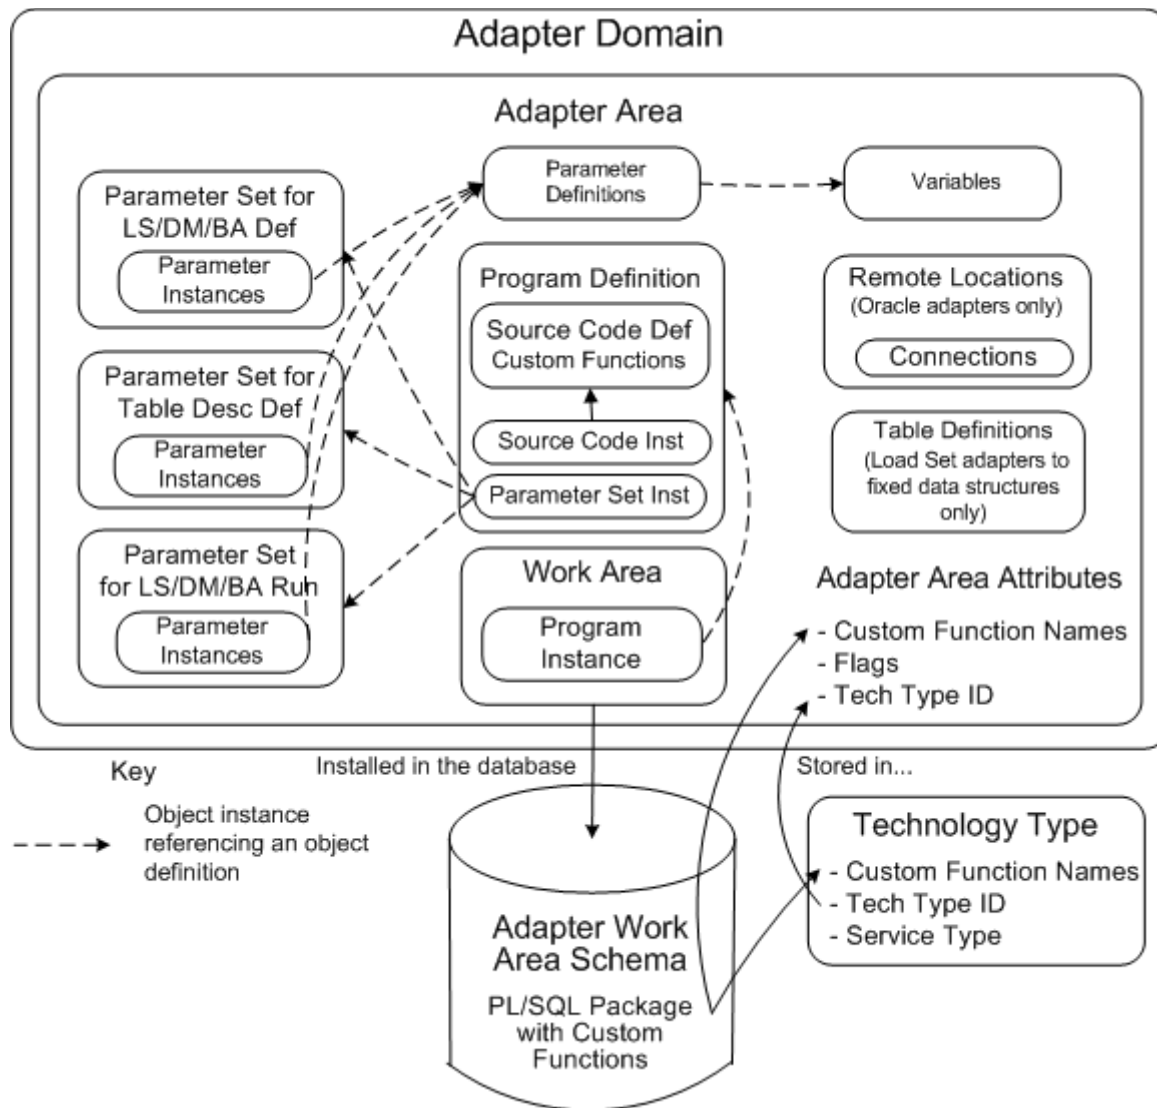 Adapter Domain
Adapter Area
Parameter Set for
LS/DM/BA Def
Parameter
Instances
Parameter Set for
Table Desc Def
Parameter
Instances
Parameter Set
for LS/DM/BA Run
Parameter
Instances
Parameter
Definitions
Program Definition
Source Code Def
Custom Functions
Source Code Inst
Parameter Set Inst
Work Area
Program
Instance
Variables
Remote Locations
(Oracle adapters only)
Connections
Table Definitions
(Load Set adapters to
fixed data structures
only)
Adapter Area Attributes
- Custom Function Names
- Flags
- Tech Type ID
Key
Object instance
referencing an object
definition
Installed in the database
Stored in...
Adapter Work
Area Schema
PL/SQL Package
with Custom
Functions
Technology Type
- Custom Function Names
- Tech Type ID
- Service Type